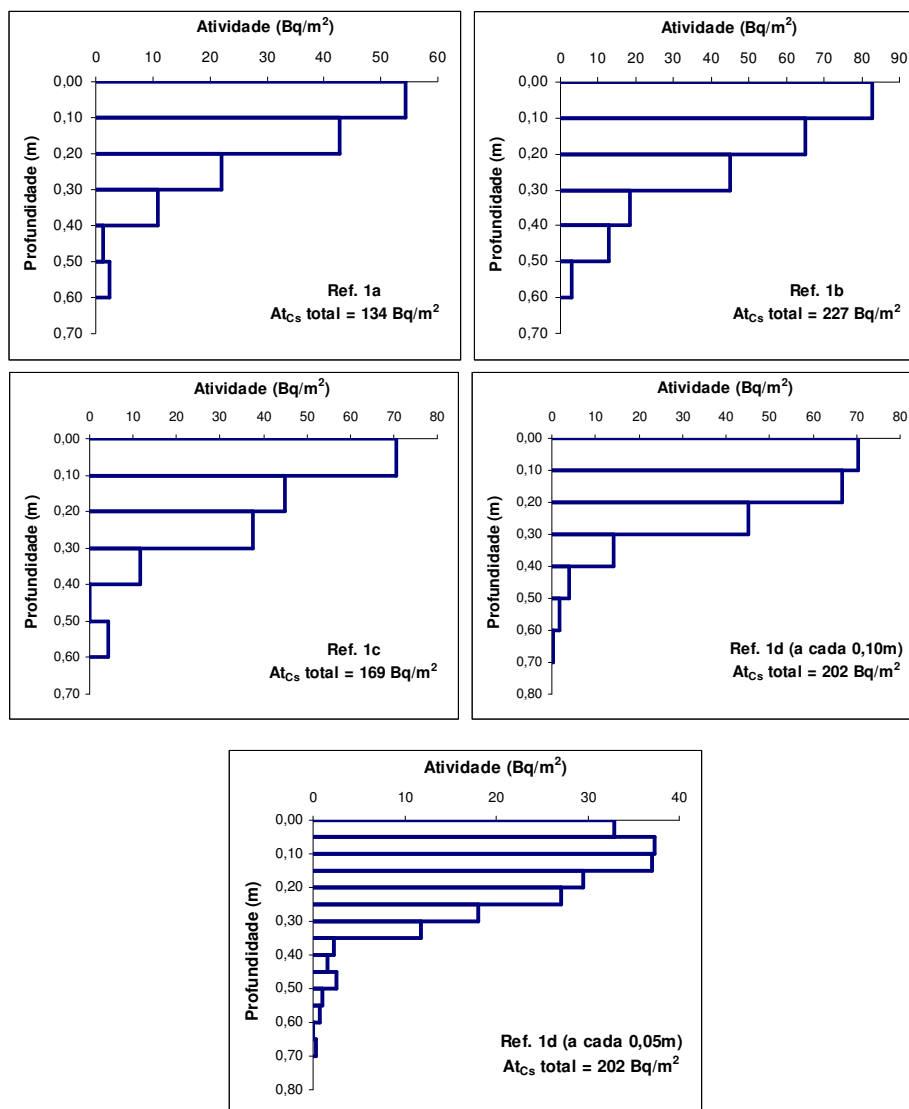 Atividade (Bq/m²)
0 10 20 30 40 50 60
Profundidade (m)
0,00
0,10
0,20
0,30
0,40
0,50
0,60
0,70
Ref. 1a
AtCs total = 134 Bq/m²
Atividade (Bq/m²)
0 10 20 30 40 50 60 70 80 90
Profundidade (m)
0,00
0,10
0,20
0,30
0,40
0,50
0,60
0,70
Ref. 1b
AtCs total = 227 Bq/m²
Atividade (Bq/m²)
0 10 20 30 40 50 60 70 80
Profundidade (m)
0,00
0,10
0,20
0,30
0,40
0,50
0,60
0,70
Ref. 1c
AtCs total = 169 Bq/m²
Atividade (Bq/m²)
0 10 20 30 40 50 60 70 80
Profundidade (m)
0,00
0,10
0,20
0,30
0,40
0,50
0,60
0,70
0,80
Ref. 1d (a cada 0,10m)
AtCs total = 202 Bq/m²
Atividade (Bq/m²)
0 10 20 30 40
Profundidade (m)
0,00
0,10
0,20
0,30
0,40
0,50
0,60
0,70
0,80
Ref. 1d (a cada 0,05m)
AtCs total = 202 Bq/m²